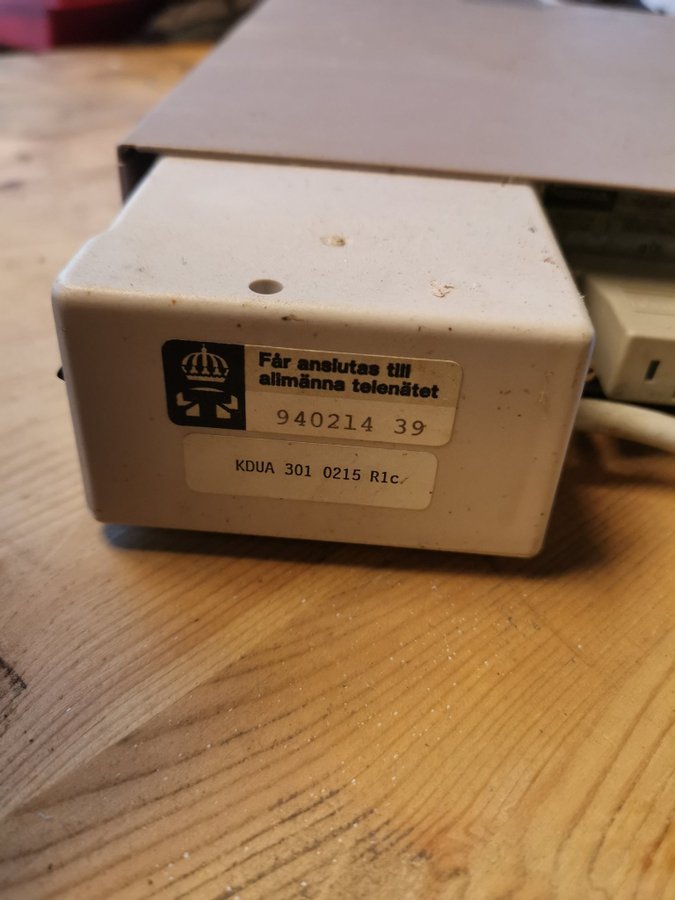 Får anslutas till
allmänna telenätet
940214 39
KDUA 301 0215 R1c